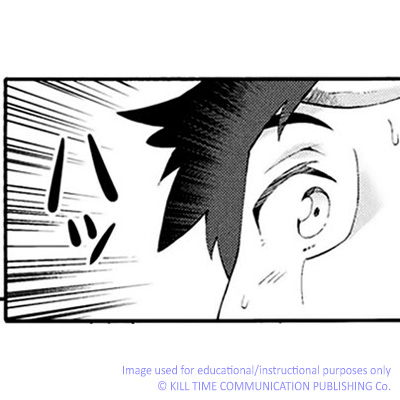 ハッ
Image used for educational/instructional purposes only
© KILL TIME COMMUNICATION PUBLISHING Co.